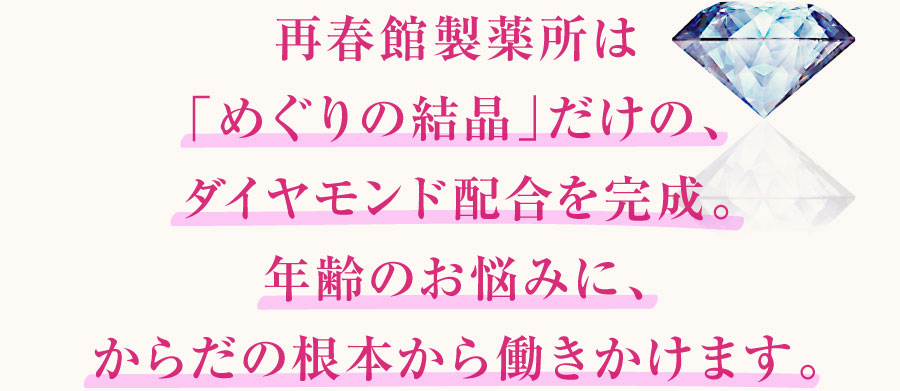 再春館製薬所は
「めぐりの結晶」だけの、
ダイヤモンド配合を完成。
年齢のお悩みに、
からだの根本から働きかけます。